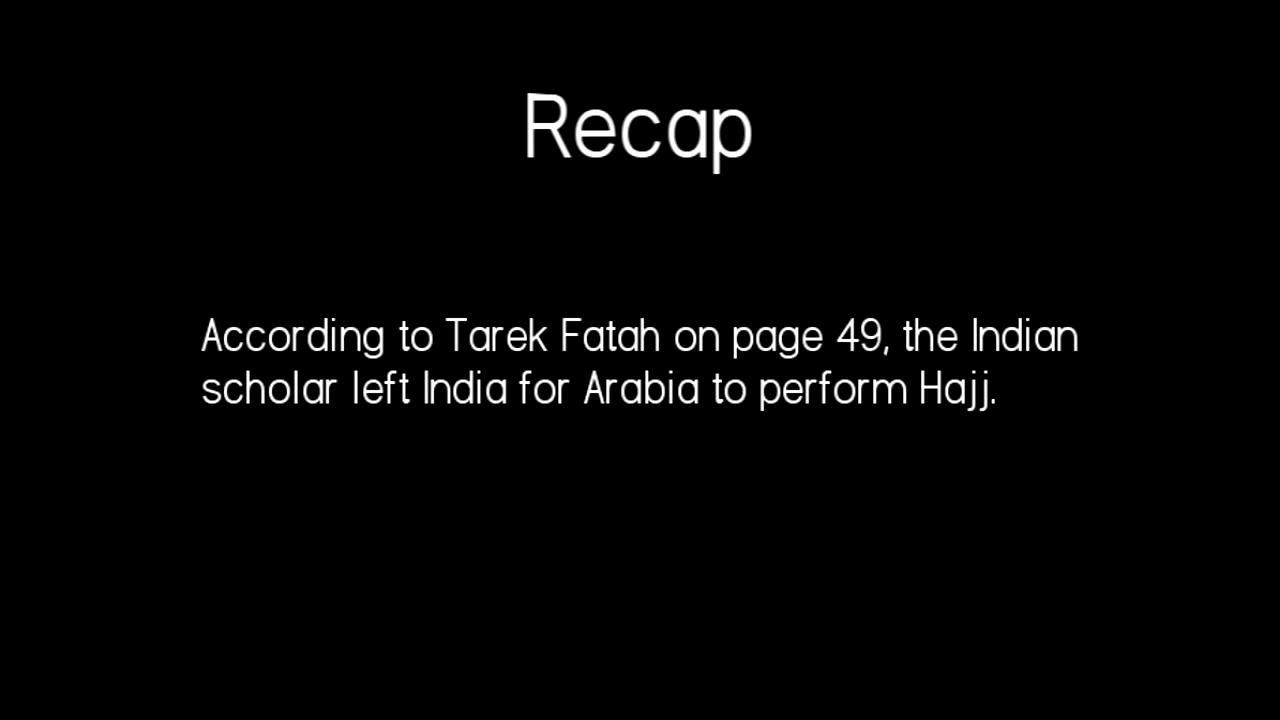 Recap
According to Tarek Fatah on page 49, the Indian
scholar left India for Arabia to perform Hajj.